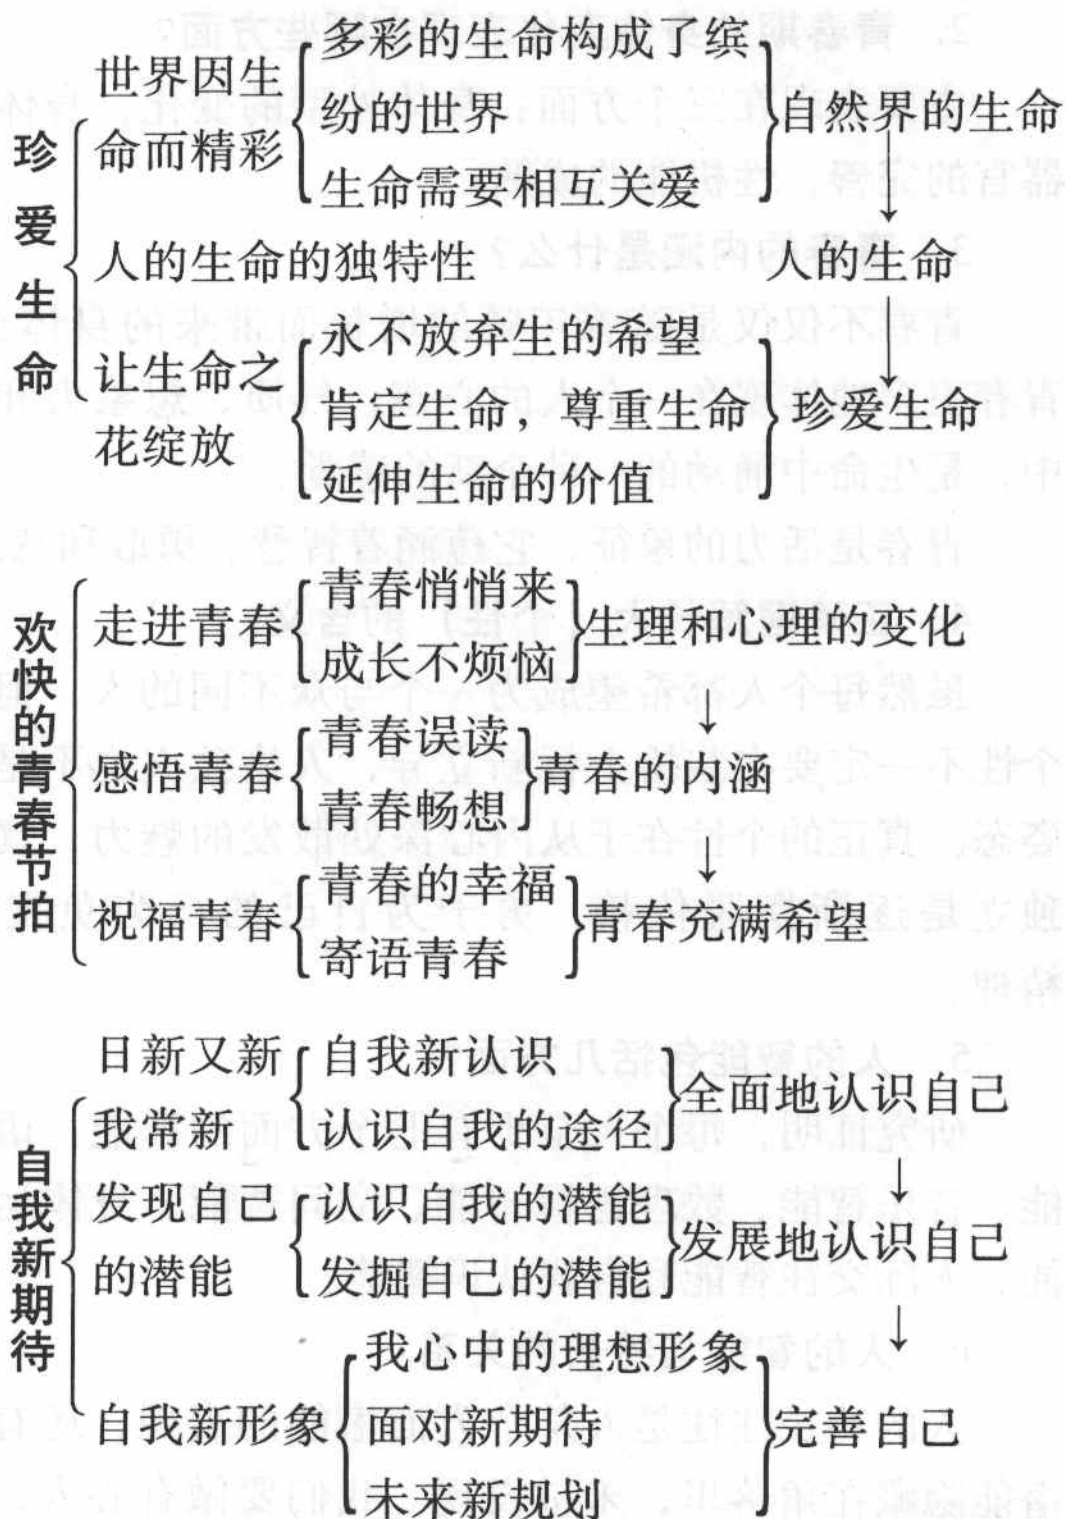 珍爱生命
世界因生
命而精彩
多彩的生命构成了缤
纷的世界
生命需要相互关爱
自然界的生命
人的生命的独特性
人的生命
让生命之
花绽放
永不放弃生的希望
肯定生命，尊重生命
延伸生命的价值
珍爱生命
欢快的青春节拍
走进青春
青春悄悄来
成长不烦恼
生理和心理的变化
感悟青春
青春误读
青春畅想
青春的内涵
祝福青春
青春的幸福
寄语青春
青春充满希望
自我新期待
日新又新
我常新
自我新认识
认识自我的途径
全面地认识自己
发现自己
的潜能
认识自我的潜能
发掘自己的潜能
发展地认识自己
自我新形象
我心中的理想形象
直面对新期待
未来新规划
完善自己